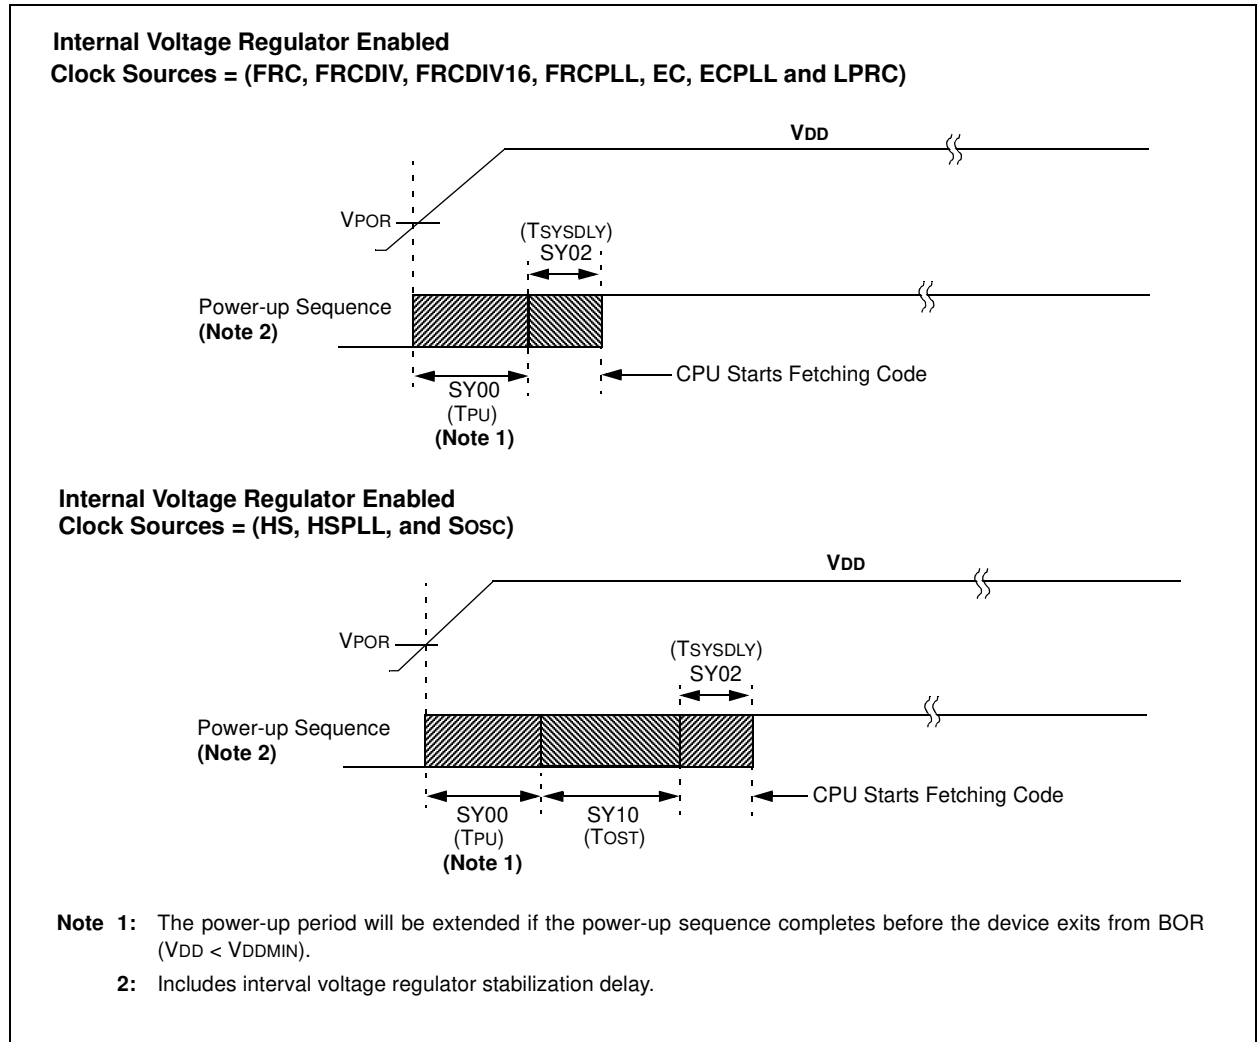 Internal Voltage Regulator Enabled
Clock Sources = (FRC, FRCDIV, FRCDIV16, FRCPLL, EC, ECPLL and LPRC)
VDD
VPOR
(TSYSDLY)
SY02
Power-up Sequence
(Note 2)
CPU Starts Fetching Code
SY00
(TPU)
(Note 1)
Internal Voltage Regulator Enabled
Clock Sources = (HS, HSPLL, and SOSC)
VDD
VPOR
(TSYSDLY)
SY02
Power-up Sequence
(Note 2)
CPU Starts Fetching Code
SY00
(TPU)
(Note 1)
SY10
(TOST)
Note 1: The power-up period will be extended if the power-up sequence completes before the device exits from BOR
(VDD < VDDMIN).
2: Includes interval voltage regulator stabilization delay.